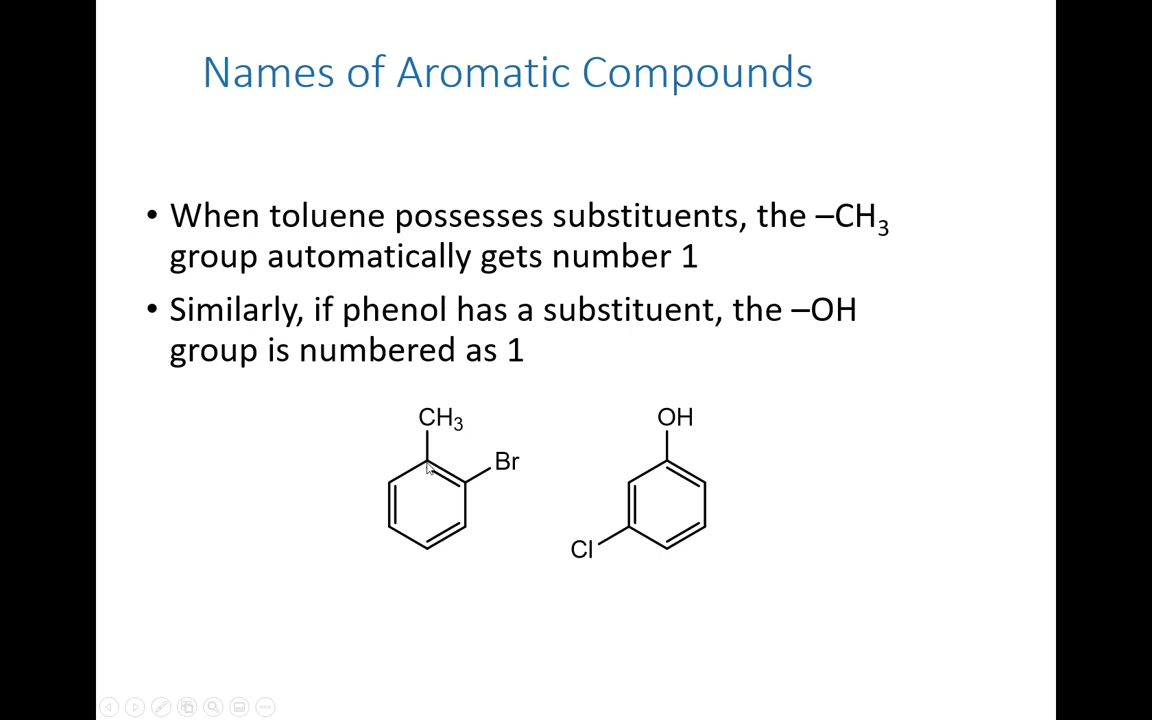 Names of Aromatic Compounds
• When toluene possesses substituents, the –CH₃
group automatically gets number 1
• Similarly, if phenol has a substituent, the –OH
group is numbered as 1
CH₃
OH
Br
Cl